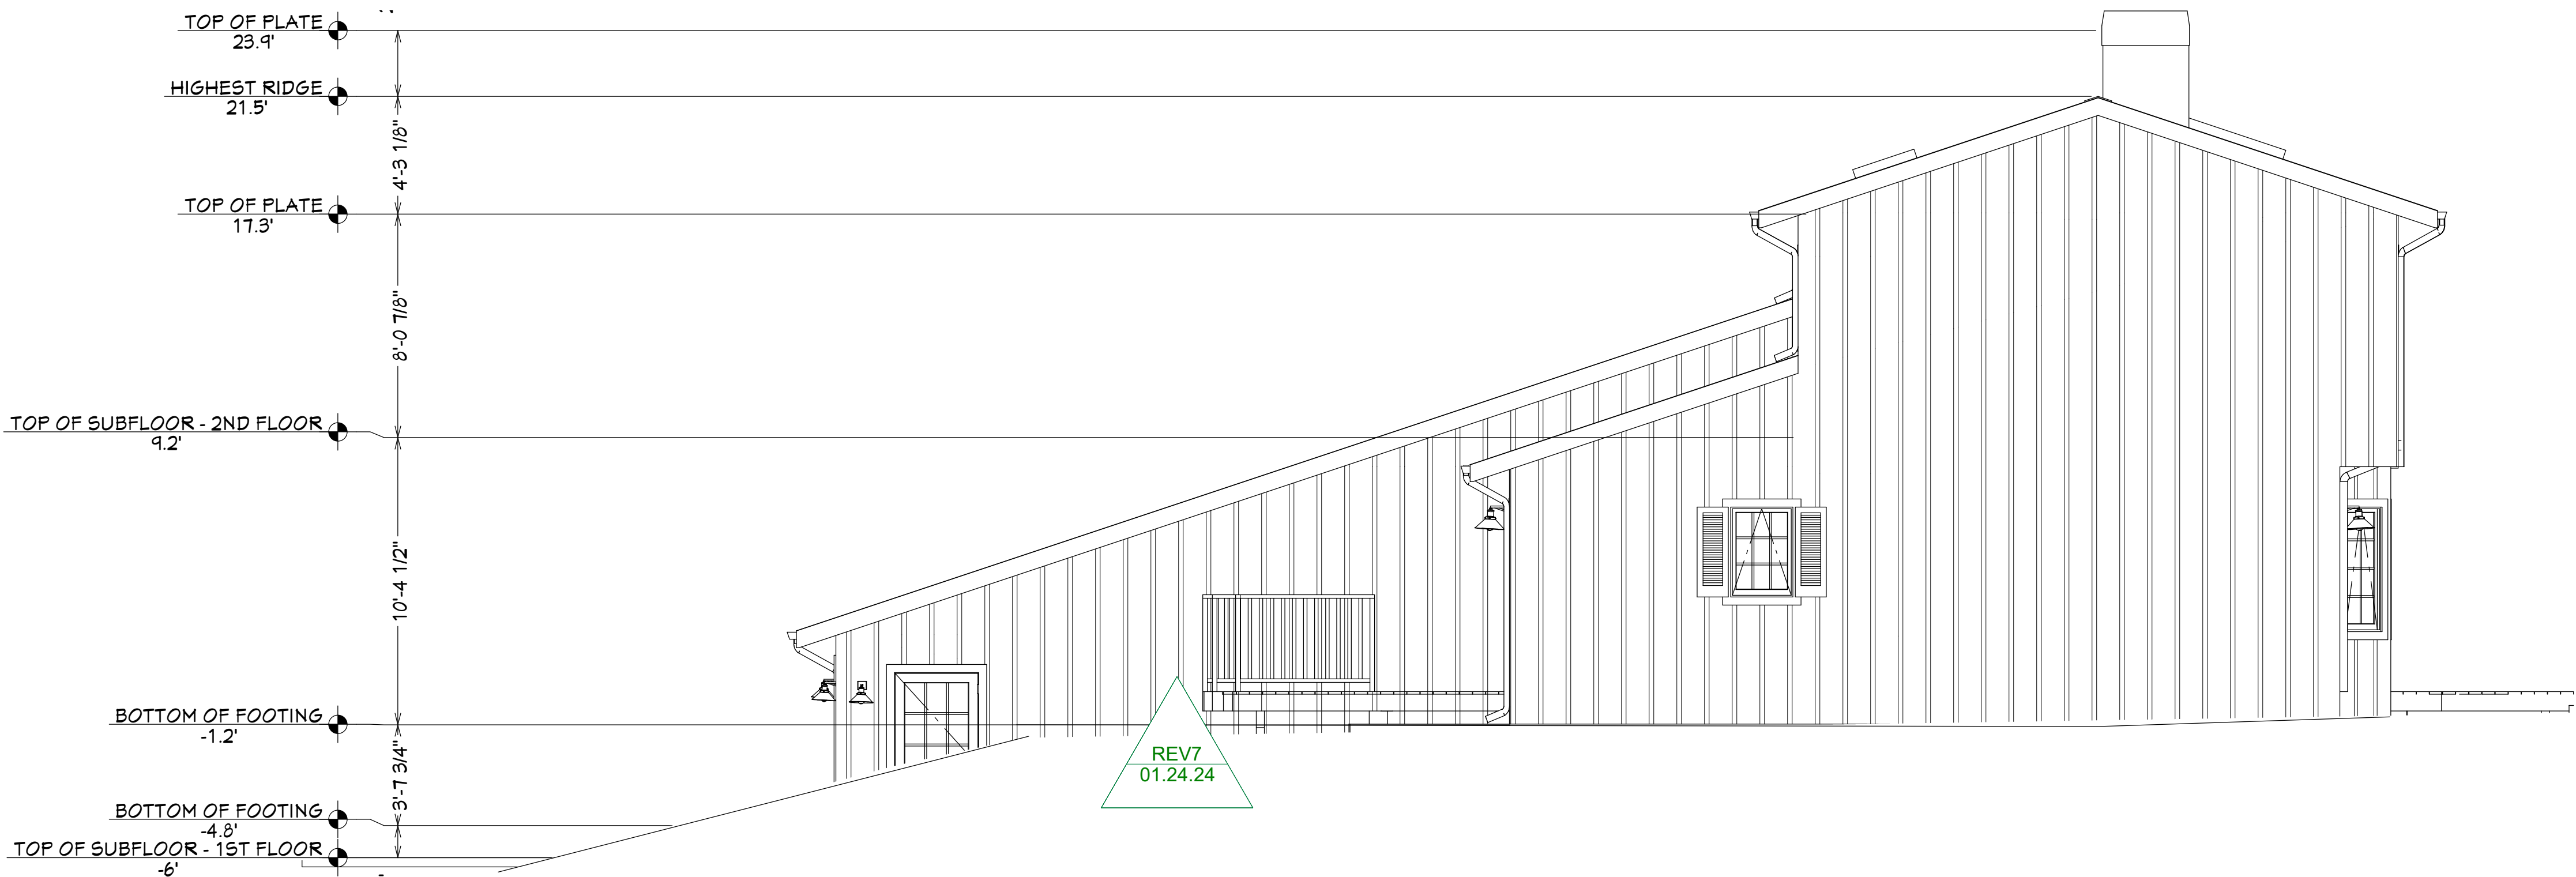 TOP OF PLATE
23.9'
HIGHEST RIDGE
21.5'
4'-3 1/8"
TOP OF PLATE
17.3'
8'-0 7/8"
TOP OF SUBFLOOR - 2ND FLOOR
9.2'
10'-4 1/2"
BOTTOM OF FOOTING
-1.2'
3'-7 3/4"
BOTTOM OF FOOTING
-4.8'
TOP OF SUBFLOOR - 1ST FLOOR
-6'
REV7
01.24.24